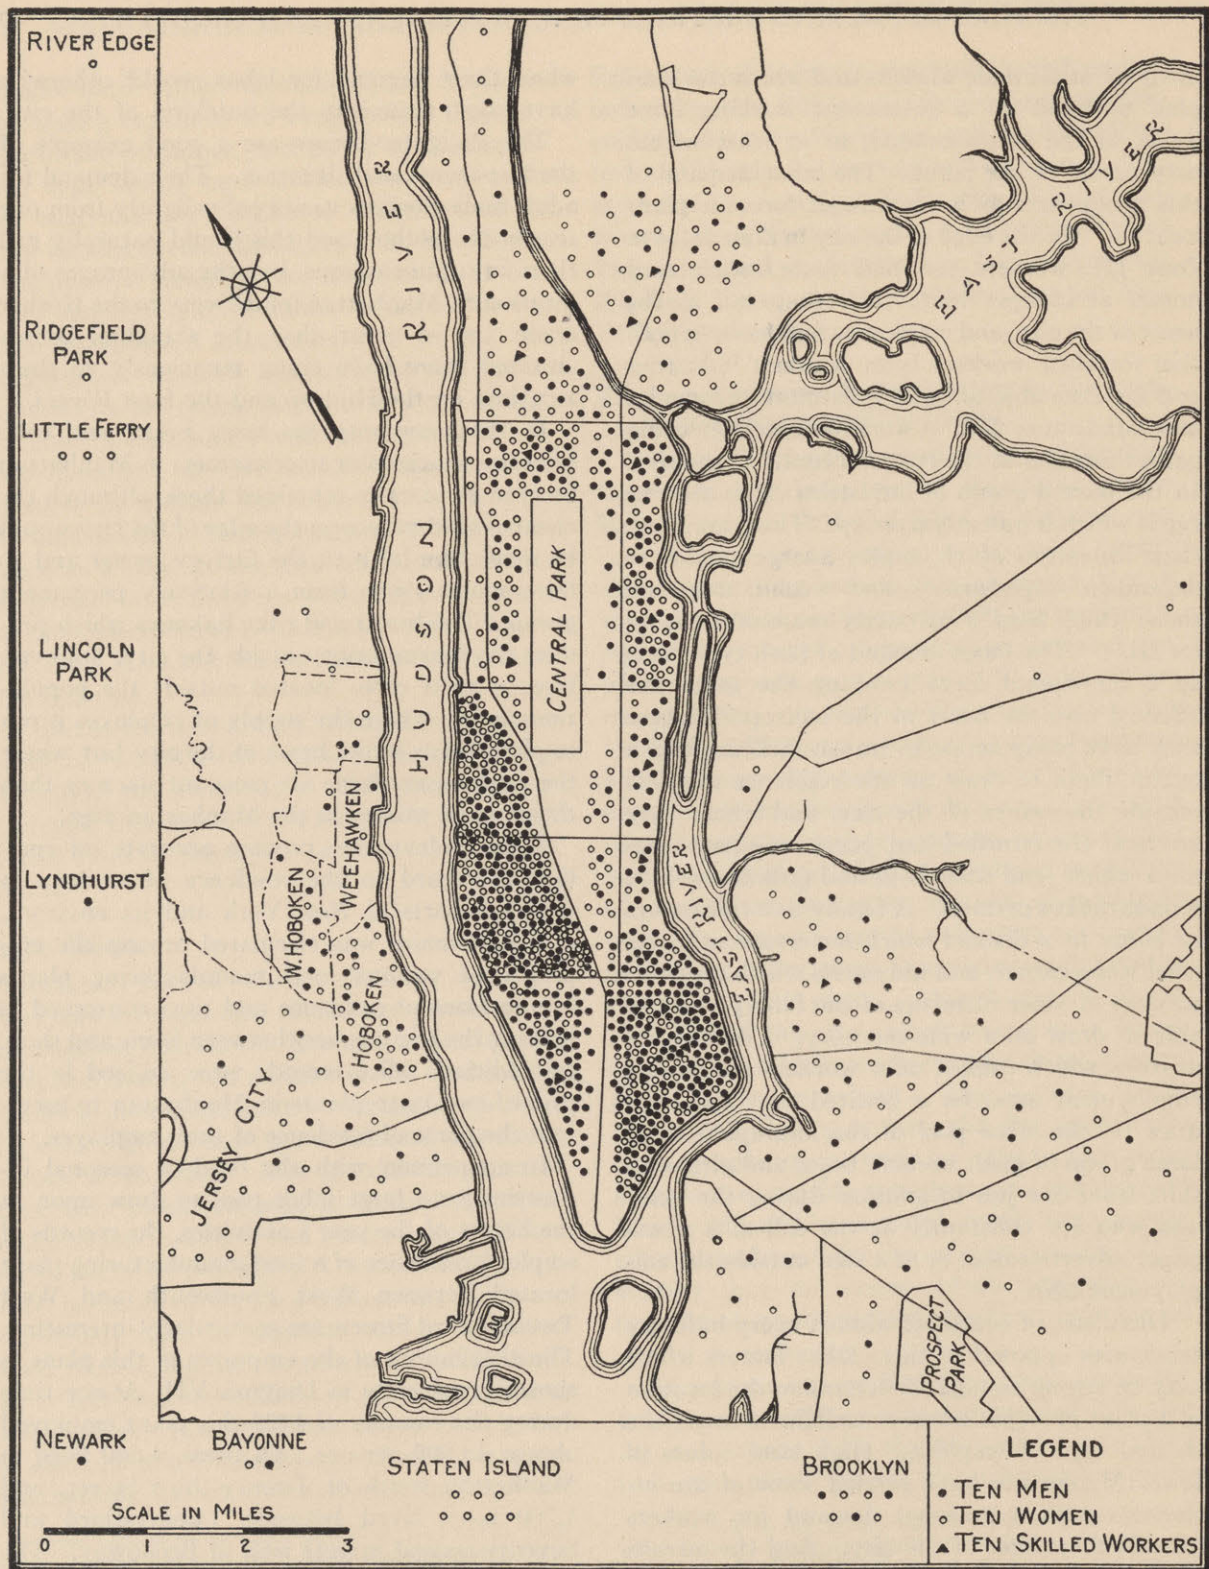 RIVER EDGE
RIVER
EAST RIVER
RIDGEFIELD
PARK
LITTLE FERRY
HUDSON
CENTRAL PARK
LINCOLN
PARK
WEEHAWKEN
W. HOBOKEN
LYNDHURST
EAST RIVER
HOBOKEN
JERSEY CITY
PROSPECT
PARK
NEWARK
BAYONNE
STATEN ISLAND
BROOKLYN
SCALE IN MILES
0 1 2 3
LEGEND
• TEN MEN
○ TEN WOMEN
▲ TEN SKILLED WORKERS